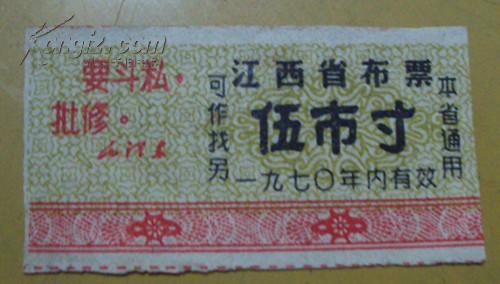 要斗私。
批修。
毛泽东
可作找另
江西省布票
伍市寸
一九七〇年内有效
本省通用